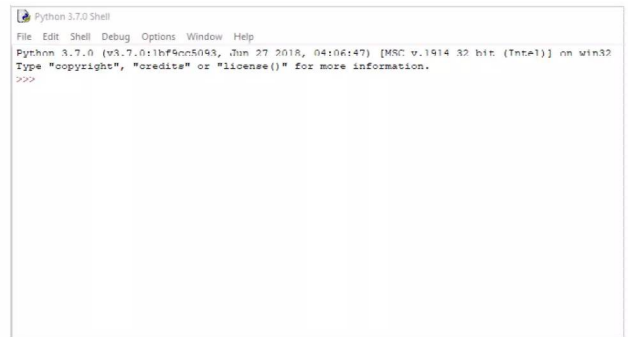 Python 3.7.0 Shell
File Edit Shell Debug Options Window Help
Python 3.7.0 (v3.7.0:1bf9cc5093, Jun 27 2018, 04:06:47) [MSC v.1914 32 bit (Intel)] on win32
Type "copyright", "credits" or "license()" for more information.
>>>